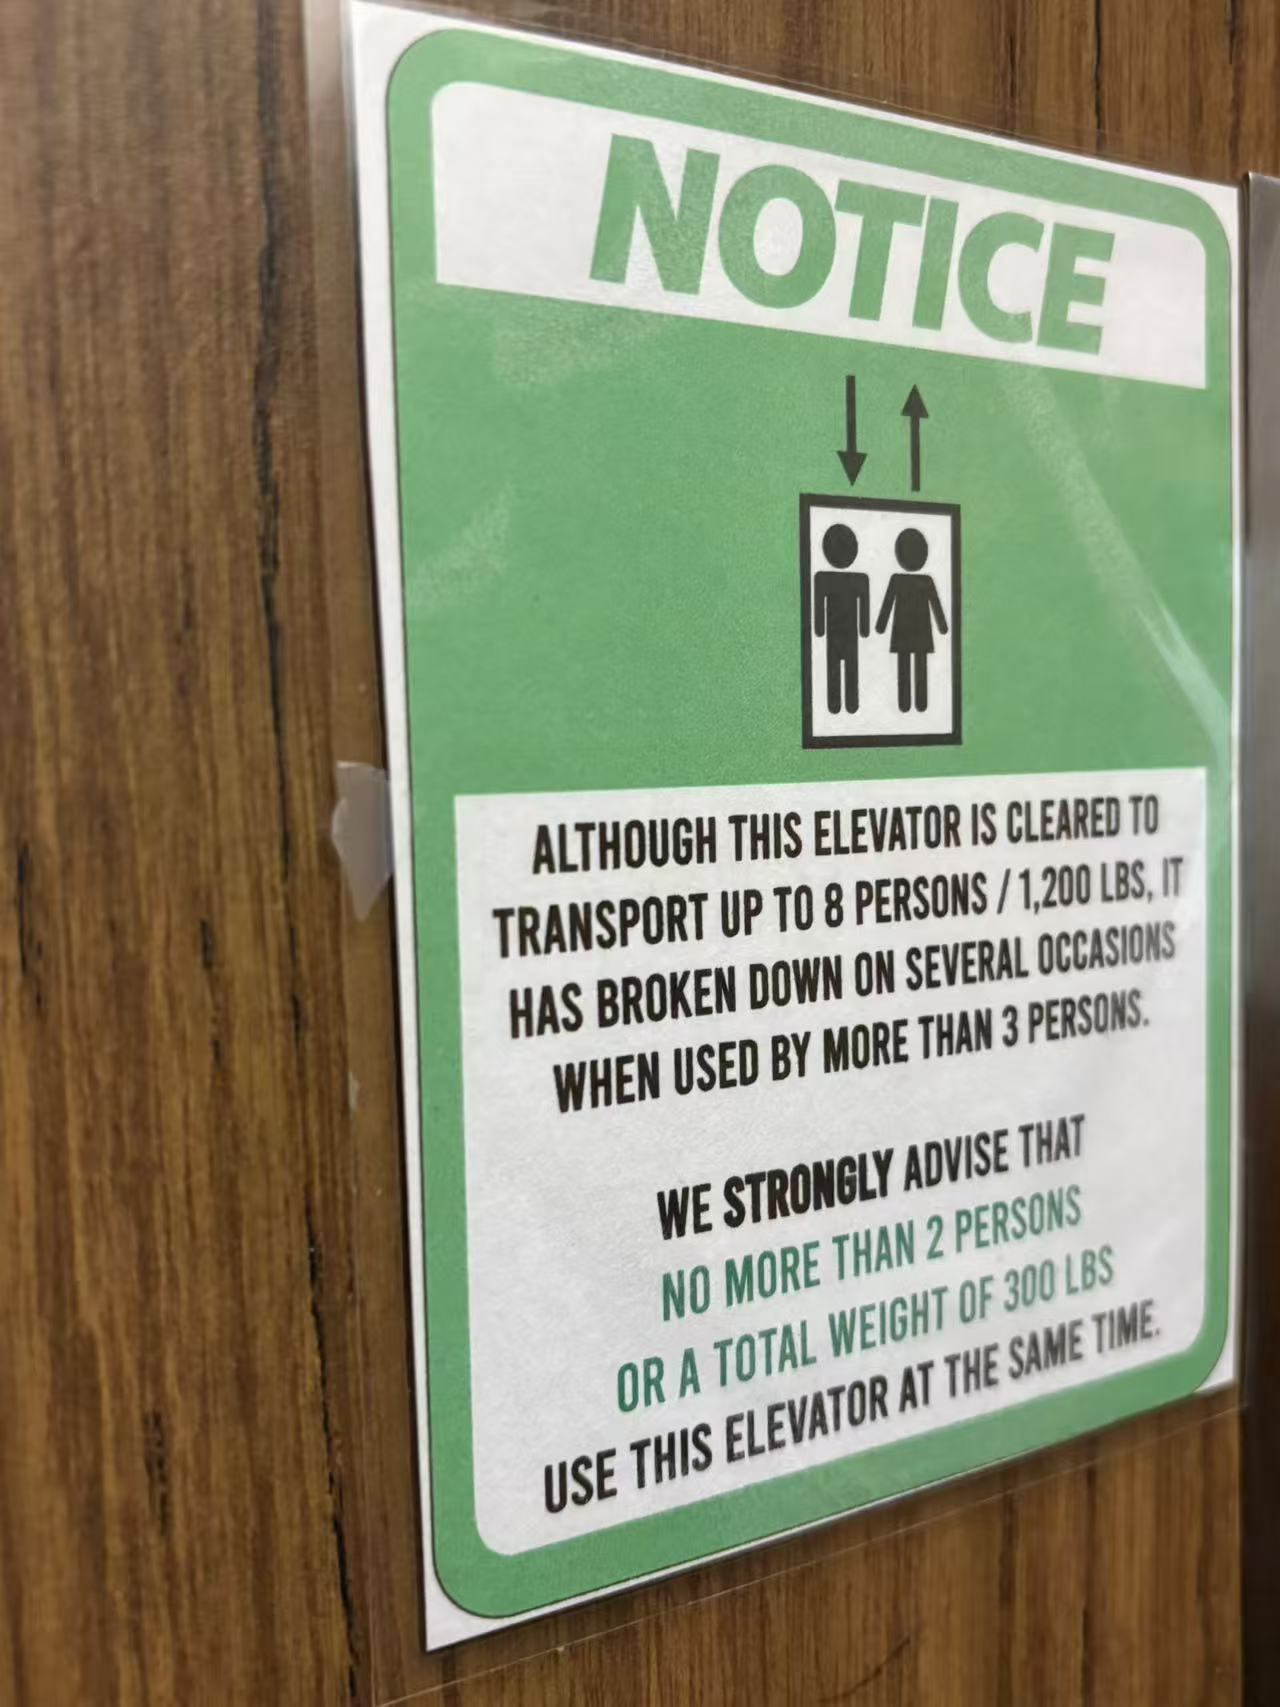 NOTICE
ALTHOUGH THIS ELEVATOR IS CLEARED TO
TRANSPORT UP TO 8 PERSONS / 1,200 LBS, IT
HAS BROKEN DOWN ON SEVERAL OCCASIONS
WHEN USED BY MORE THAN 3 PERSONS.
WE STRONGLY ADVISE THAT
NO MORE THAN 2 PERSONS
OR A TOTAL WEIGHT OF 300 LBS
USE THIS ELEVATOR AT THE SAME TIME.